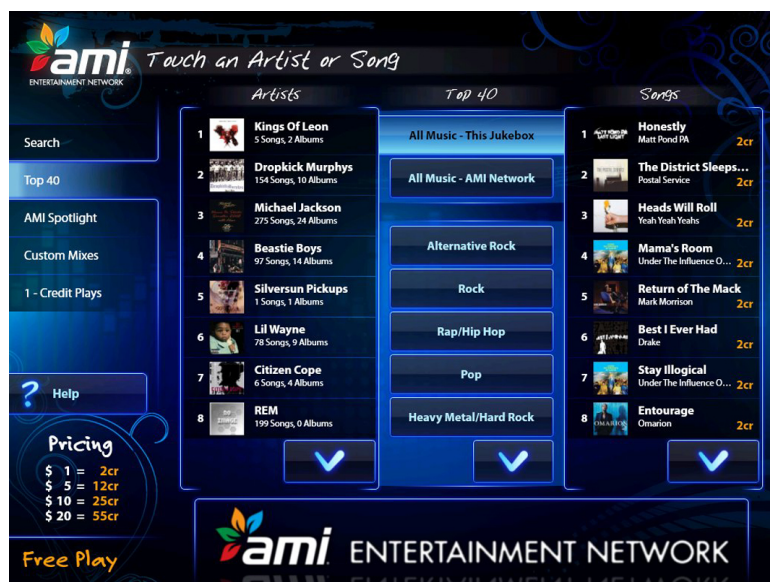 ami
ENTERTAINMENT NETWORK
Touch an Artist or Song
Search
Top 40
AMI Spotlight
Custom Mixes
1 - Credit Plays
? Help
Pricing
$ 1 = 2cr
$ 5 = 12cr
$ 10 = 25cr
$ 20 = 55cr
Free Play
Artists
1 Kings Of Leon
5 Songs, 2 Albums
2 Dropkick Murphys
154 Songs, 10 Albums
3 Michael Jackson
275 Songs, 24 Albums
4 Beastie Boys
97 Songs, 14 Albums
5 Silversun Pickups
1 Songs, 1 Albums
6 Lil Wayne
78 Songs, 9 Albums
7 Citizen Cope
6 Songs, 4 Albums
8 REM
199 Songs, 0 Albums
Top 40
All Music - This Jukebox
All Music - AMI Network
Alternative Rock
Rock
Rap/Hip Hop
Pop
Heavy Metal/Hard Rock
Songs
1 Honestly
Matt Pond PA 2cr
2 The District Sleeps...
Postal Service 2cr
3 Heads Will Roll
Yeah Yeah Yeahs 2cr
4 Mama's Room
Under The Influence O... 2cr
5 Return of The Mack
Mark Morrison 2cr
6 Best I Ever Had
Drake 2cr
7 Stay Illogical
Under The Influence O... 2cr
8 Entourage
Omarion 2cr
OMARION
ami ENTERTAINMENT NETWORK